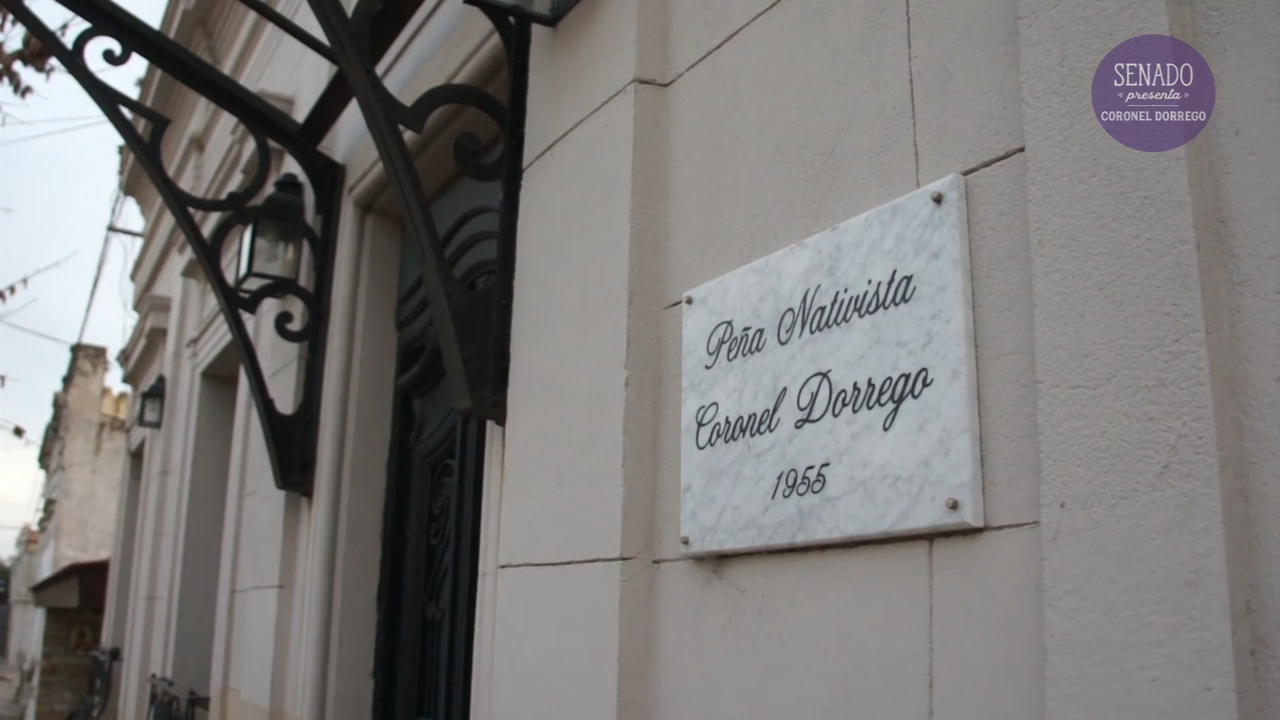 SENADO
presenta
CORONEL DORREGO
Peña Nativista
Coronel Dorrego
1955